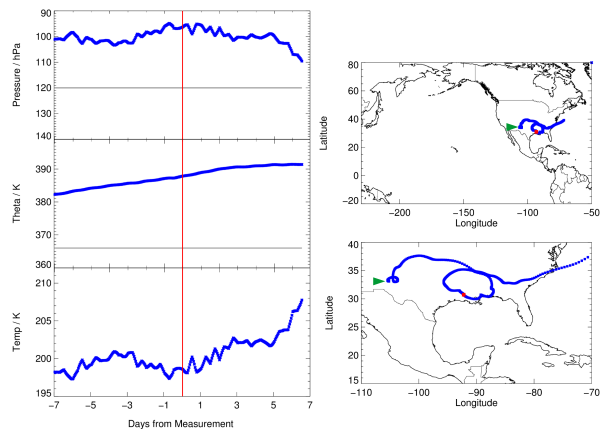 90
100
110
120
130
140
Pressure / hPa
390
380
370
360
Theta / K
210
205
200
195
Temp / K
-7 -5 -3 -1 1 3 5 7
Days from Measurement
80
60
40
20
0
-20
Latitude
-200 -150 -100 -50
Longitude
40
35
30
25
20
15
Latitude
-110 -100 -90 -80 -70
Longitude